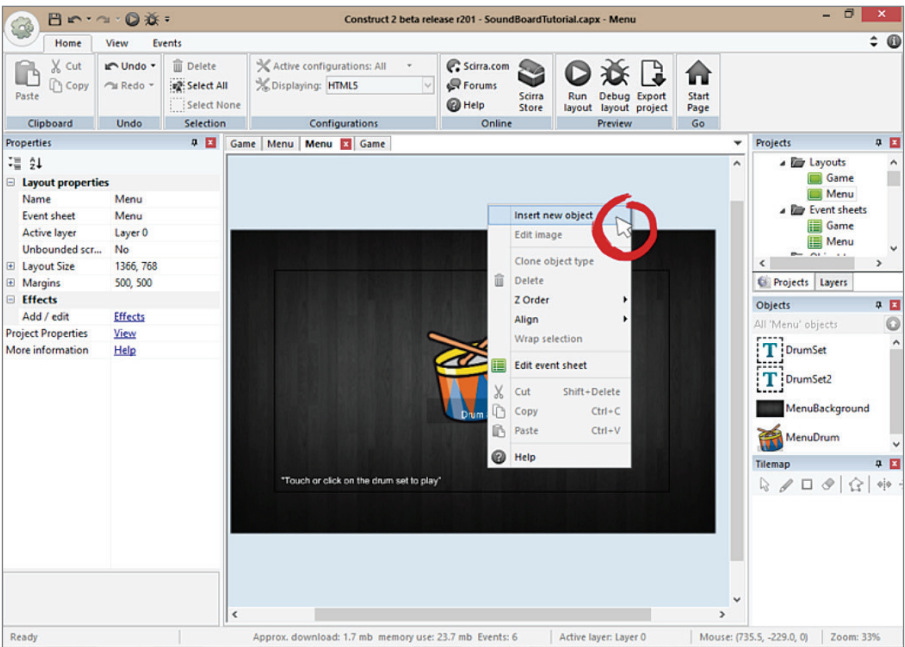 Construct 2 beta release r201 - SoundBoardTutorial.capx - Menu
Home View Events
Paste
Cut
Copy
Clipboard
Undo
Redo
Undo
Delete
Select All
Select None
Selection
Active configurations: All
Displaying: HTML5
Configurations
Scirra.com
Forums
Help
Scirra
Store
Online
Run
layout
Debug
layout
Export
project
Preview
Start
Page
Go
Properties
Layout properties
Name Menu
Event sheet Menu
Active layer Layer 0
Unbounded scr... No
Layout Size 1366, 768
Margins 500, 500
Effects
Add / edit Effects
Project Properties View
More information Help
Game Menu Menu Game
Insert new object
Edit image
Clone object type
Delete
Z Order
Align
Wrap selection
Edit event sheet
Cut Shift+Delete
Copy Ctrl+C
Paste Ctrl+V
Help
Drum
"Touch or click on the drum set to play"
Projects
Layouts
Game
Menu
Event sheets
Game
Menu
Projects Layers
Objects
All 'Menu' objects
T DrumSet
T DrumSet2
MenuBackground
MenuDrum
Tilemap
Ready
Approx. download: 1.7 mb memory use: 23.7 mb Events: 6
Active layer: Layer 0
Mouse: (735.5, -229.0, 0)
Zoom: 33%